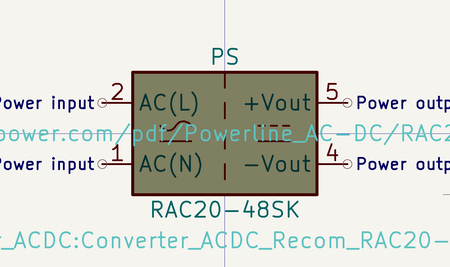 PS
2 AC(L) +Vout 5
Power input Power outp
power.com/pdf/Powerline_AC-DC/RAC2
1 AC(N) -Vout 4
Power input Power outp
RAC20-48SK
r_ACDC:Converter_ACDC_Recom_RAC20-